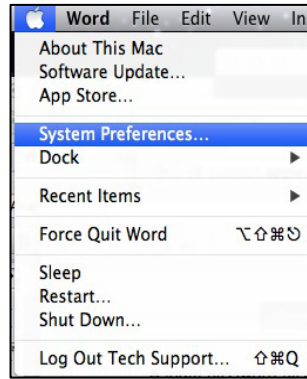 Word File Edit View In
About This Mac
Software Update...
App Store...
System Preferences...
Dock ▶
Recent Items ▶
Force Quit Word ⌥⇧⌘⎋
Sleep
Restart...
Shut Down...
Log Out Tech Support... ⇧⌘Q